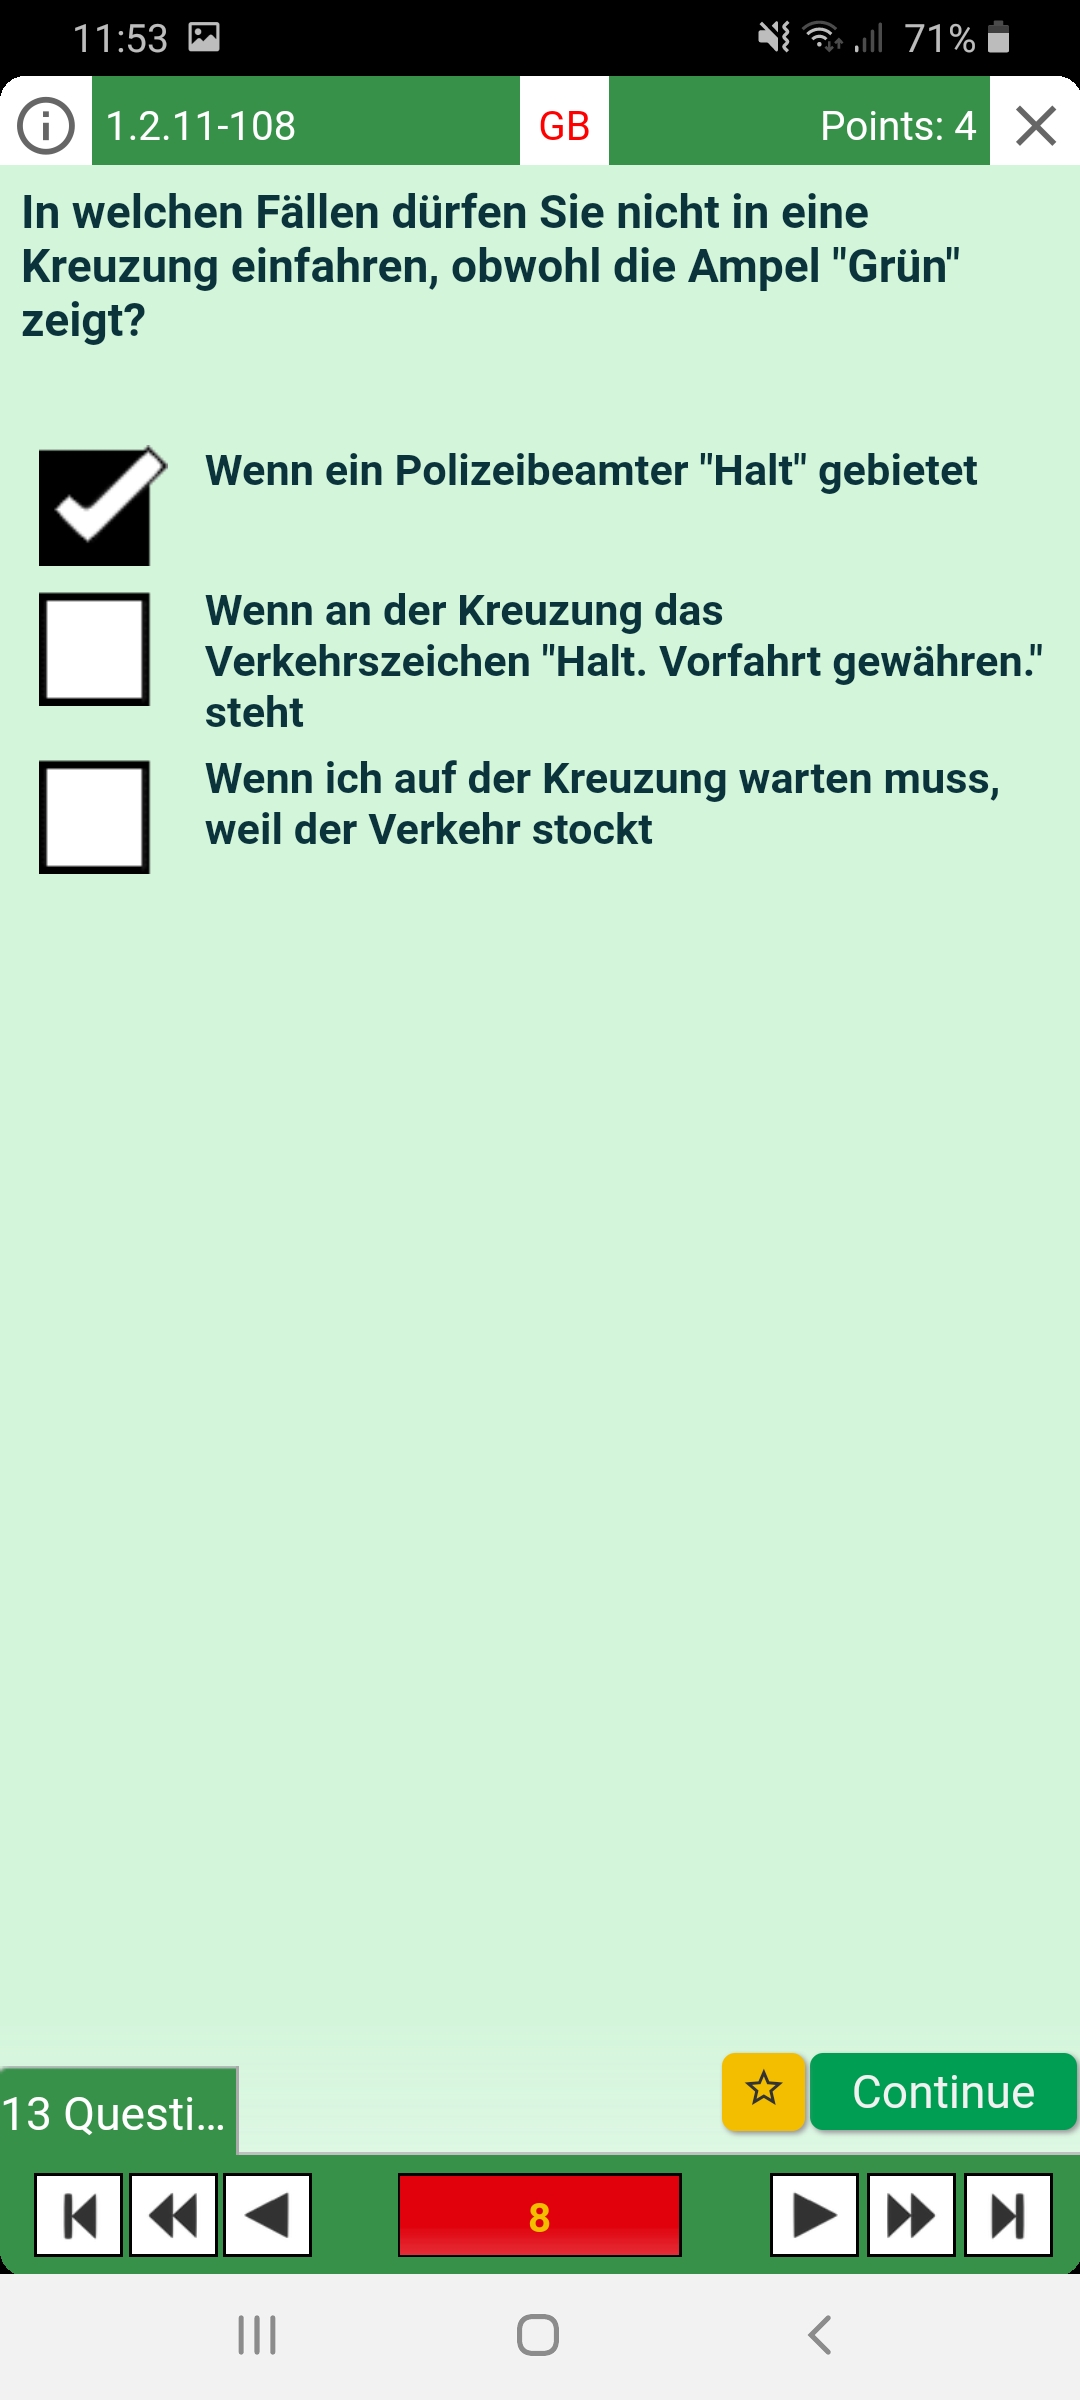 11:53
71%
1.2.11-108
GB
Points: 4
In welchen Fällen dürfen Sie nicht in eine
Kreuzung einfahren, obwohl die Ampel "Grün"
zeigt?
Wenn ein Polizeibeamter "Halt" gebietet
Wenn an der Kreuzung das
Verkehrszeichen "Halt. Vorfahrt gewähren."
steht
Wenn ich auf der Kreuzung warten muss,
weil der Verkehr stockt
Continue
13 Questi...
8